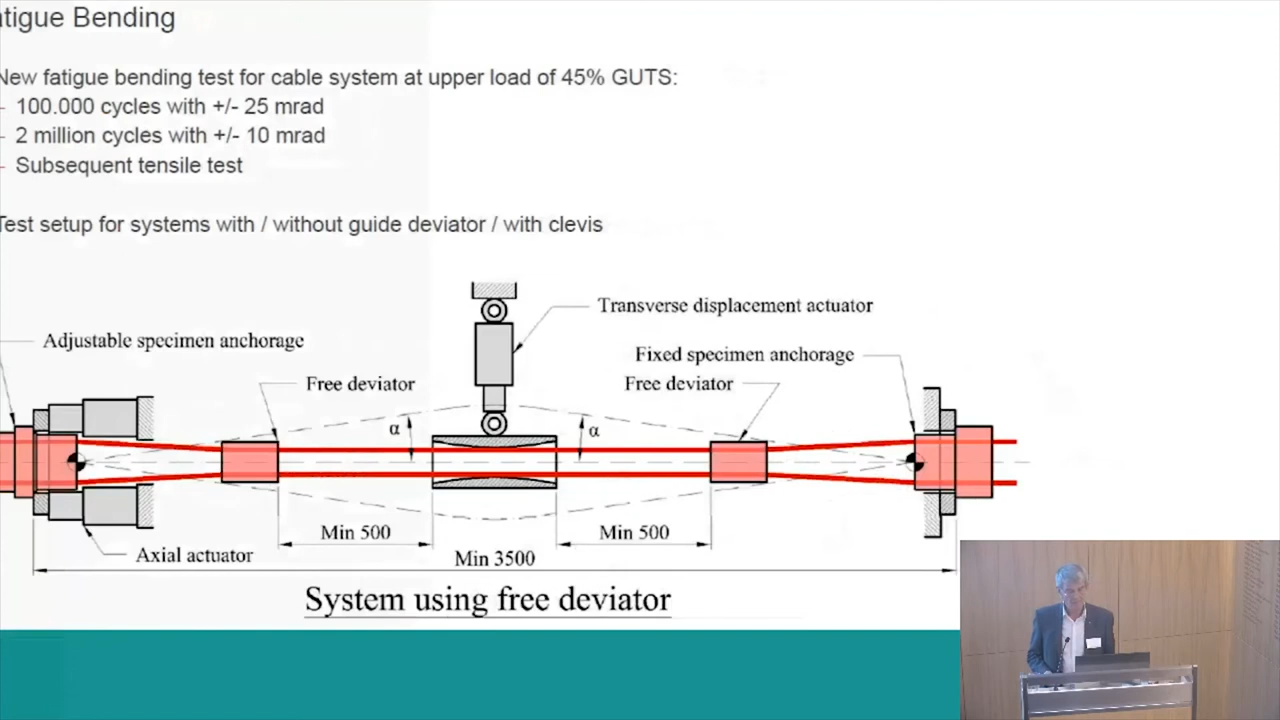 tigue Bending
New fatigue bending test for cable system at upper load of 45% GUTS:
- 100.000 cycles with +/- 25 mrad
- 2 million cycles with +/- 10 mrad
- Subsequent tensile test
Test setup for systems with / without guide deviator / with clevis
Transverse displacement actuator
Adjustable specimen anchorage
Fixed specimen anchorage
Free deviator
Free deviator
α
α
Min 500
Min 500
Axial actuator
Min 3500
System using free deviator